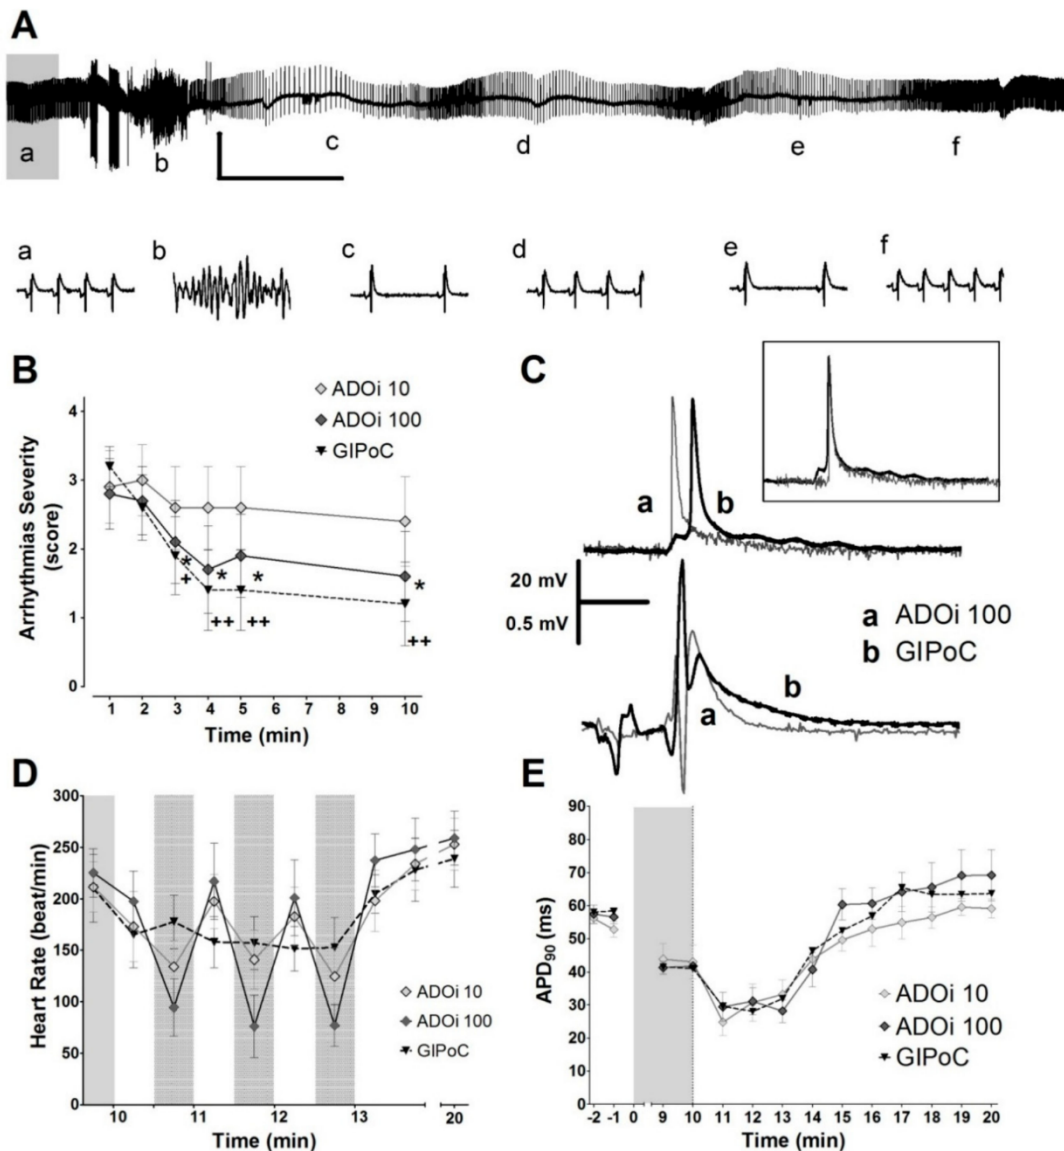 A
a b c d e f
a b c d e f
B
ADOi 10
ADOi 100
GIPoC
Arrhythmias Severity
(score)
4
3
2
1
0
* + * * *
++ ++ ++
1 2 3 4 5 6 7 8 9 10
Time (min)
C
a b
20 mV
0.5 mV
a ADOi 100
b GIPoC
a b
D
Heart Rate (beat/min)
300
250
200
150
100
50
0
ADOi 10
ADOi 100
GIPoC
10 11 12 13 20
Time (min)
E
APD90 (ms)
90
80
70
60
50
40
30
20
10
0
ADOi 10
ADOi 100
GIPoC
-2 -1 0 9 10 11 12 13 14 15 16 17 18 19 20
Time (min)